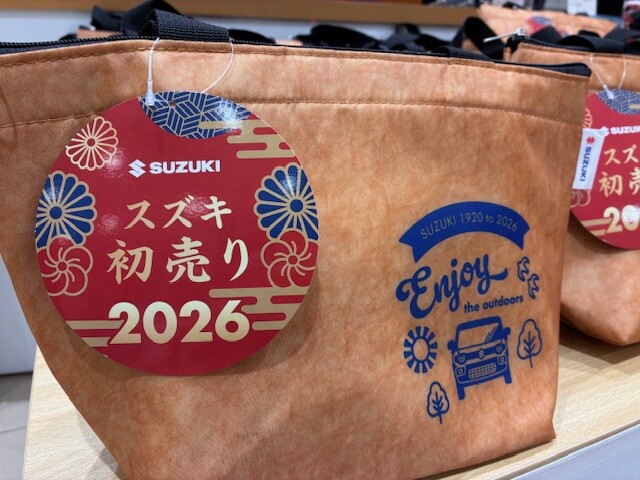 SUZUKI
スズキ
初売り
2026
SUZUKI 1920 to 2026
Enjoy
the outdoors
SUZUKI
スズキ
初売
202